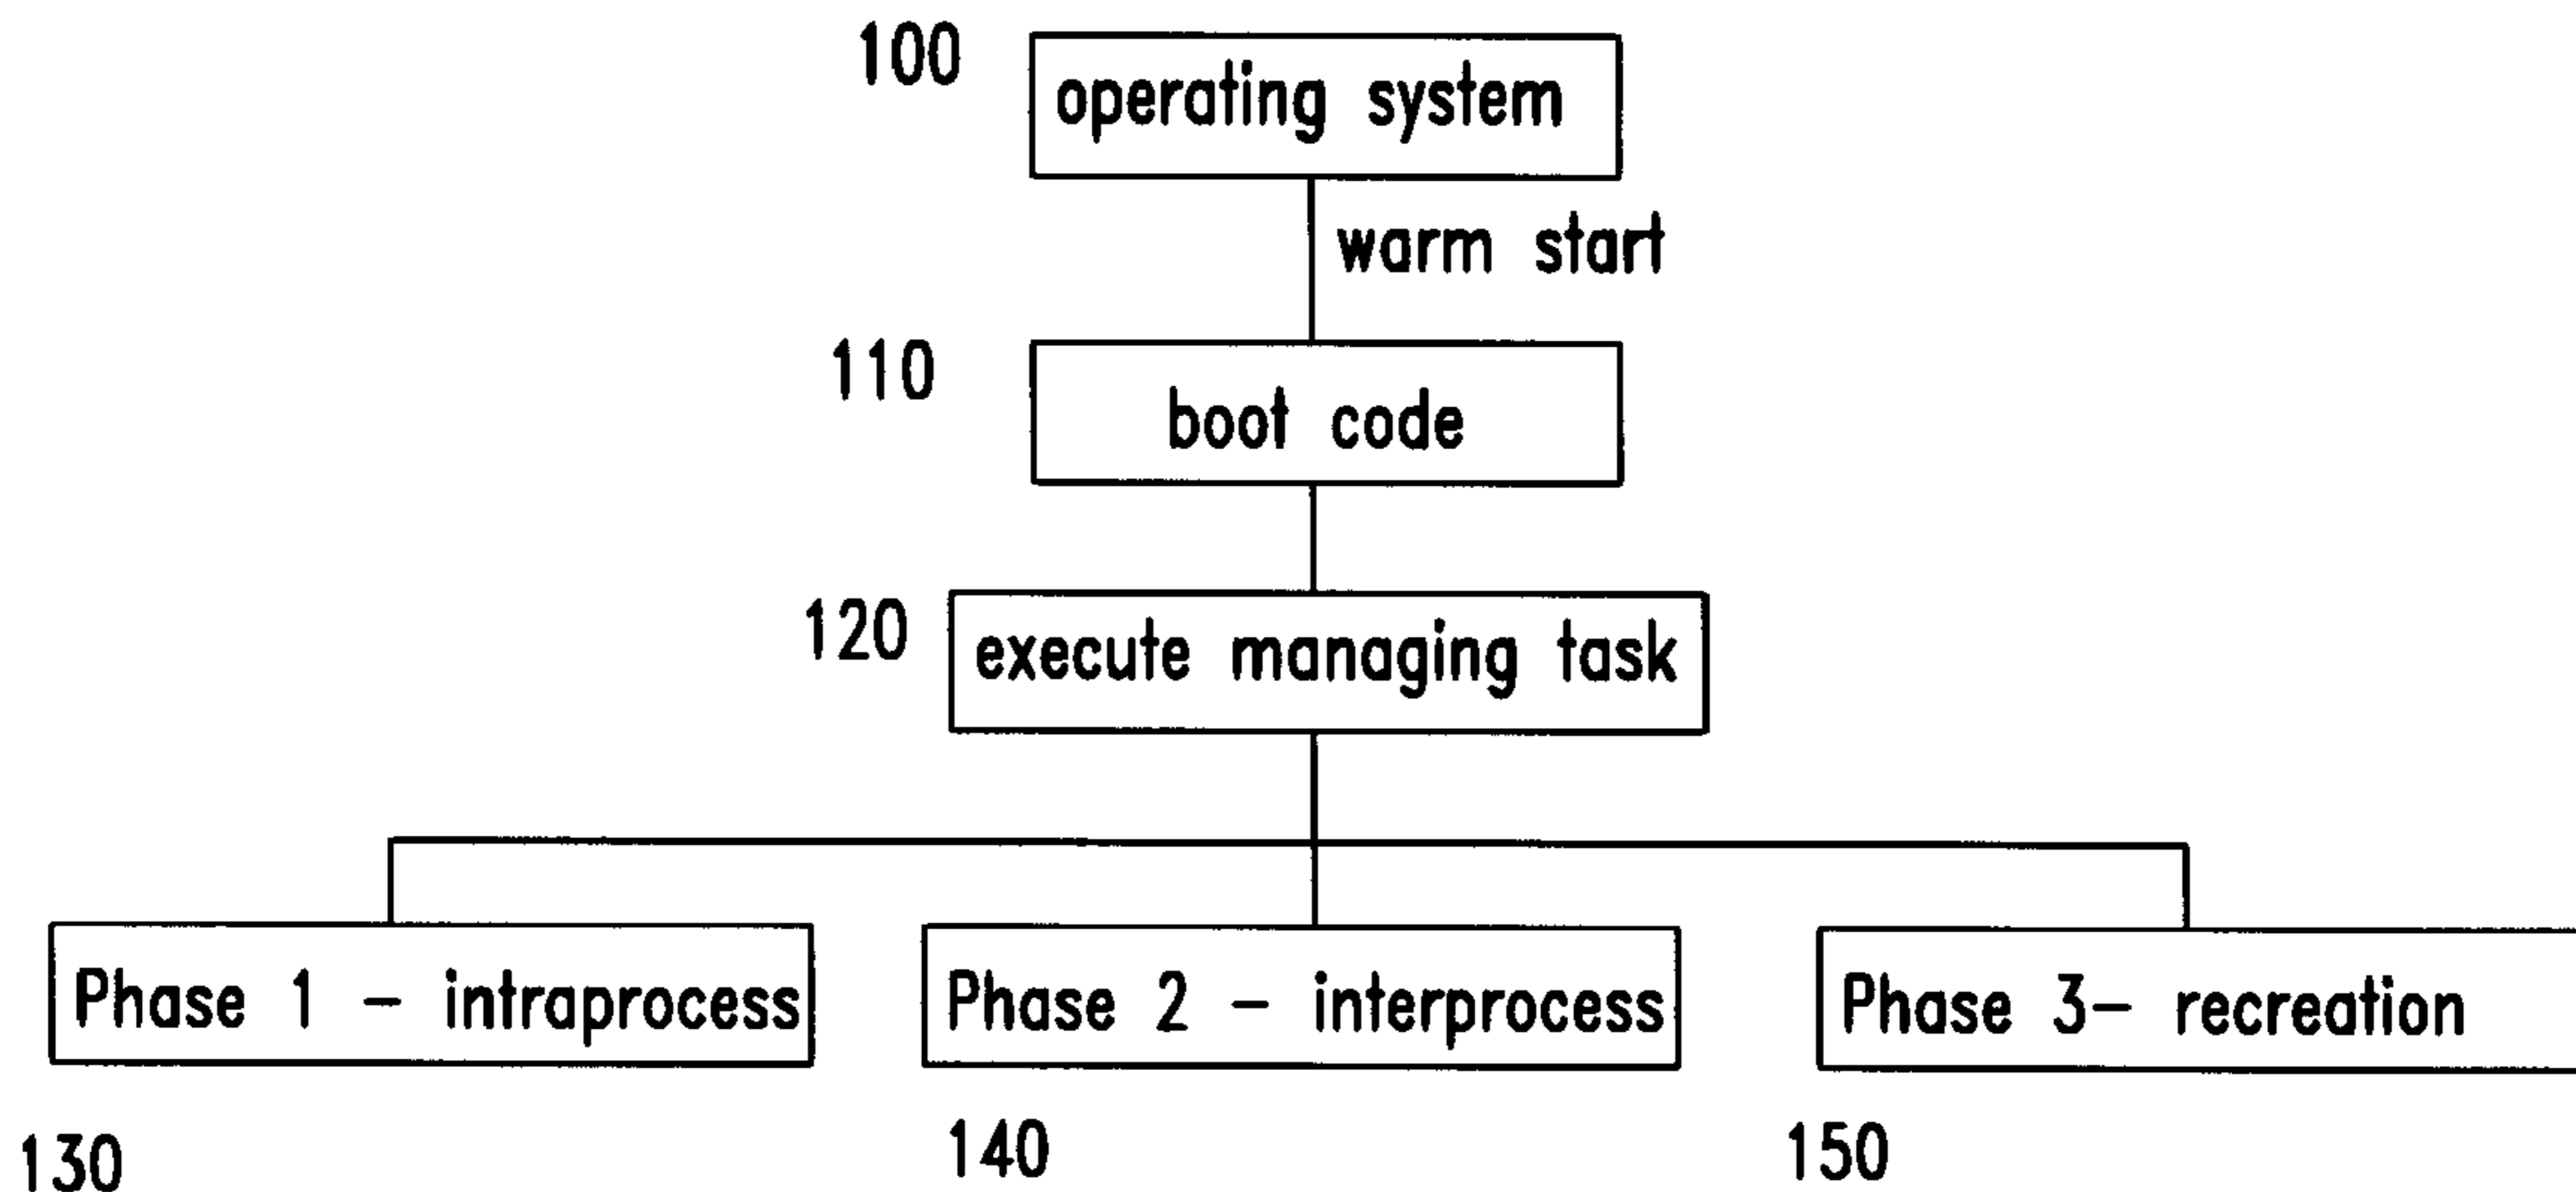 100
operating system
warm start
110
boot code
120
execute managing task
Phase 1 - intraprocess
Phase 2 - interprocess
Phase 3- recreation
130
140
150